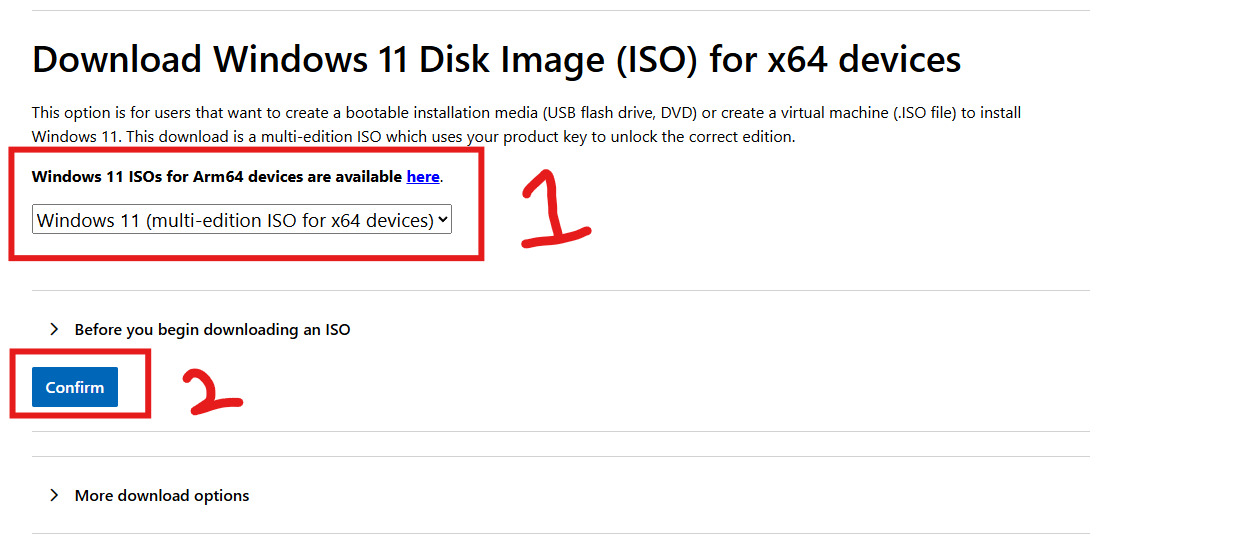 Download Windows 11 Disk Image (ISO) for x64 devices
This option is for users that want to create a bootable installation media (USB flash drive, DVD) or create a virtual machine (.ISO file) to install
Windows 11. This download is a multi-edition ISO which uses your product key to unlock the correct edition.
Windows 11 ISOs for Arm64 devices are available here.
1
Windows 11 (multi-edition ISO for x64 devices)
Before you begin downloading an ISO
Confirm
2
More download options